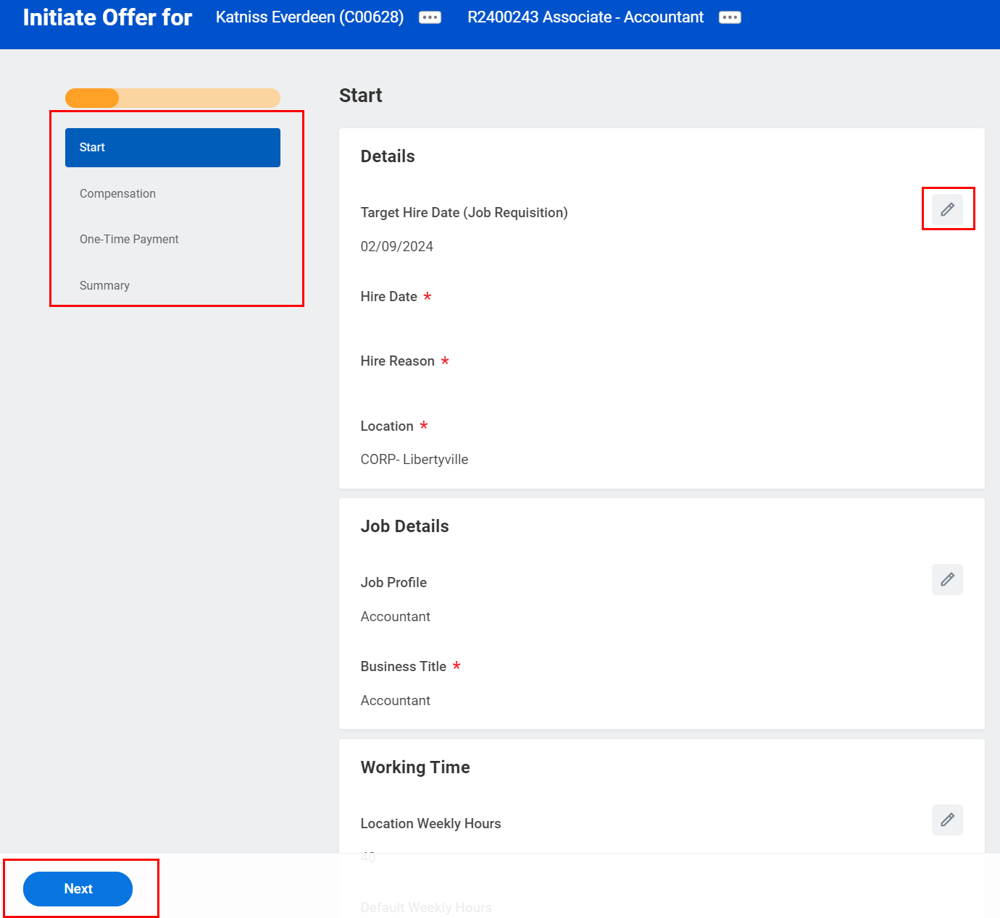 Initiate Offer for Katniss Everdeen (C00628) R2400243 Associate - Accountant
Start
Compensation
One-Time Payment
Summary
Start
Details
Target Hire Date (Job Requisition)
02/09/2024
Hire Date *
Hire Reason *
Location *
CORP- Libertyville
Job Details
Job Profile
Accountant
Business Title *
Accountant
Working Time
Location Weekly Hours
40
Default Weekly Hours
Next